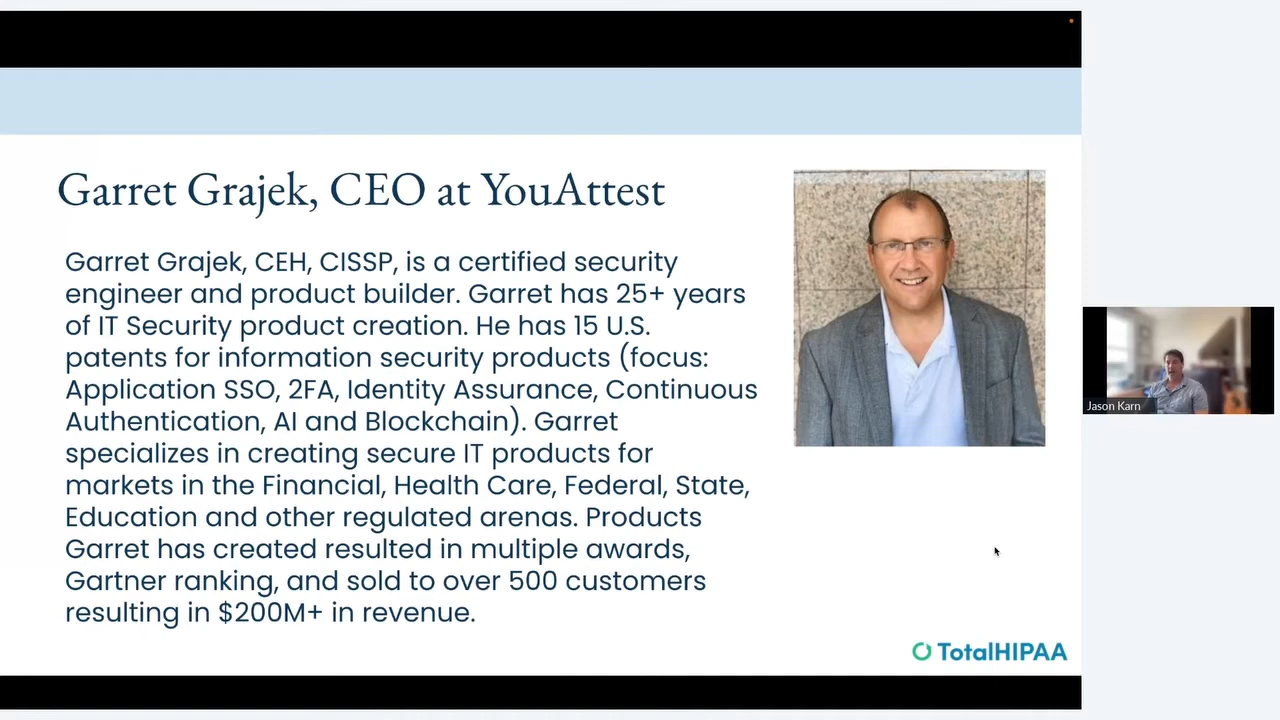 Garret Grajek, CEO at YouAttest
Garret Grajek, CEH, CISSP, is a certified security
engineer and product builder. Garret has 25+ years
of IT Security product creation. He has 15 U.S.
patents for information security products (focus:
Application SSO, 2FA, Identity Assurance, Continuous
Authentication, AI and Blockchain). Garret
specializes in creating secure IT products for
markets in the Financial, Health Care, Federal, State,
Education and other regulated arenas. Products
Garret has created resulted in multiple awards,
Gartner ranking, and sold to over 500 customers
resulting in $200M+ in revenue.
TotalHIPAA
Jason Karn